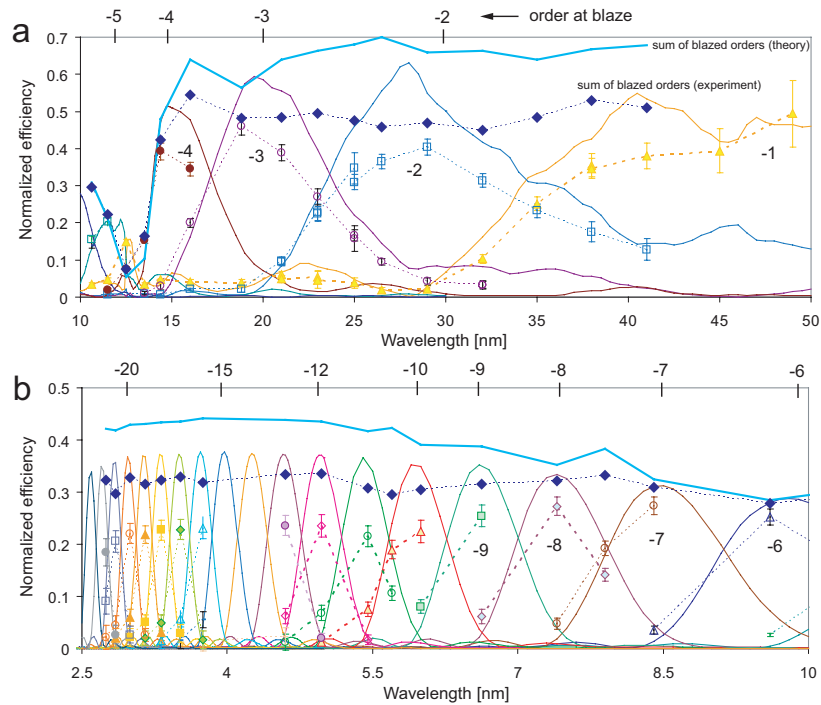 -5 -4 -3 -2 order at blaze
a
0.7
sum of blazed orders (theory)
0.6
sum of blazed orders (experiment)
0.5
0.4
0.3
0.2
0.1
0
Normalized efficiency
-4
-3
-2
-1
10 15 20 25 30 35 40 45 50
Wavelength [nm]
-20 -15 -12 -10 -9 -8 -7 -6
b
0.5
0.4
0.3
0.2
0.1
0
Normalized efficiency
-9
-8
-7
-6
2.5 4 5.5 7 8.5 10
Wavelength [nm]